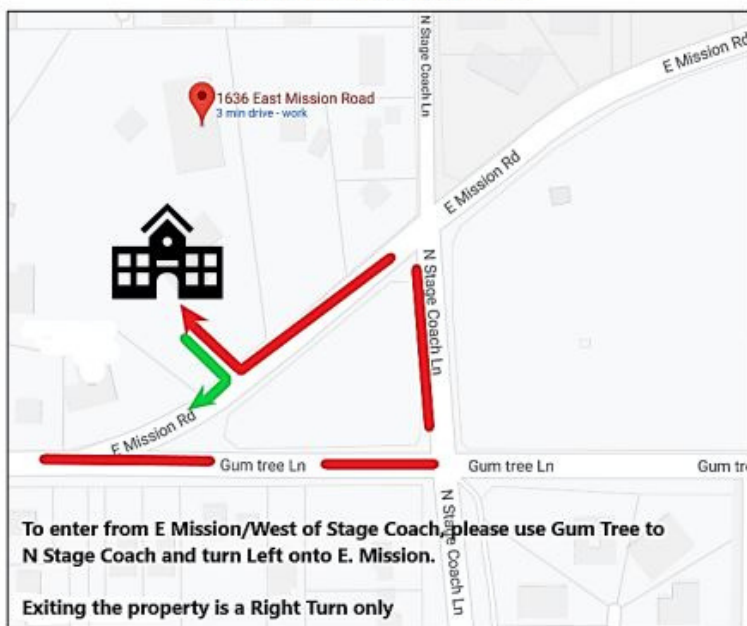 N Stage Coach Ln
E Mission Rd
1636 East Mission Road
3 min drive - work
E Mission Rd
N Stage Coach Ln
E Mission Rd
Gum tree Ln
Gum tree Ln
Gum tre
N Stage Coach Ln
To enter from E Mission/West of Stage Coach, please use Gum Tree to
N Stage Coach and turn Left onto E. Mission.
Exiting the property is a Right Turn only